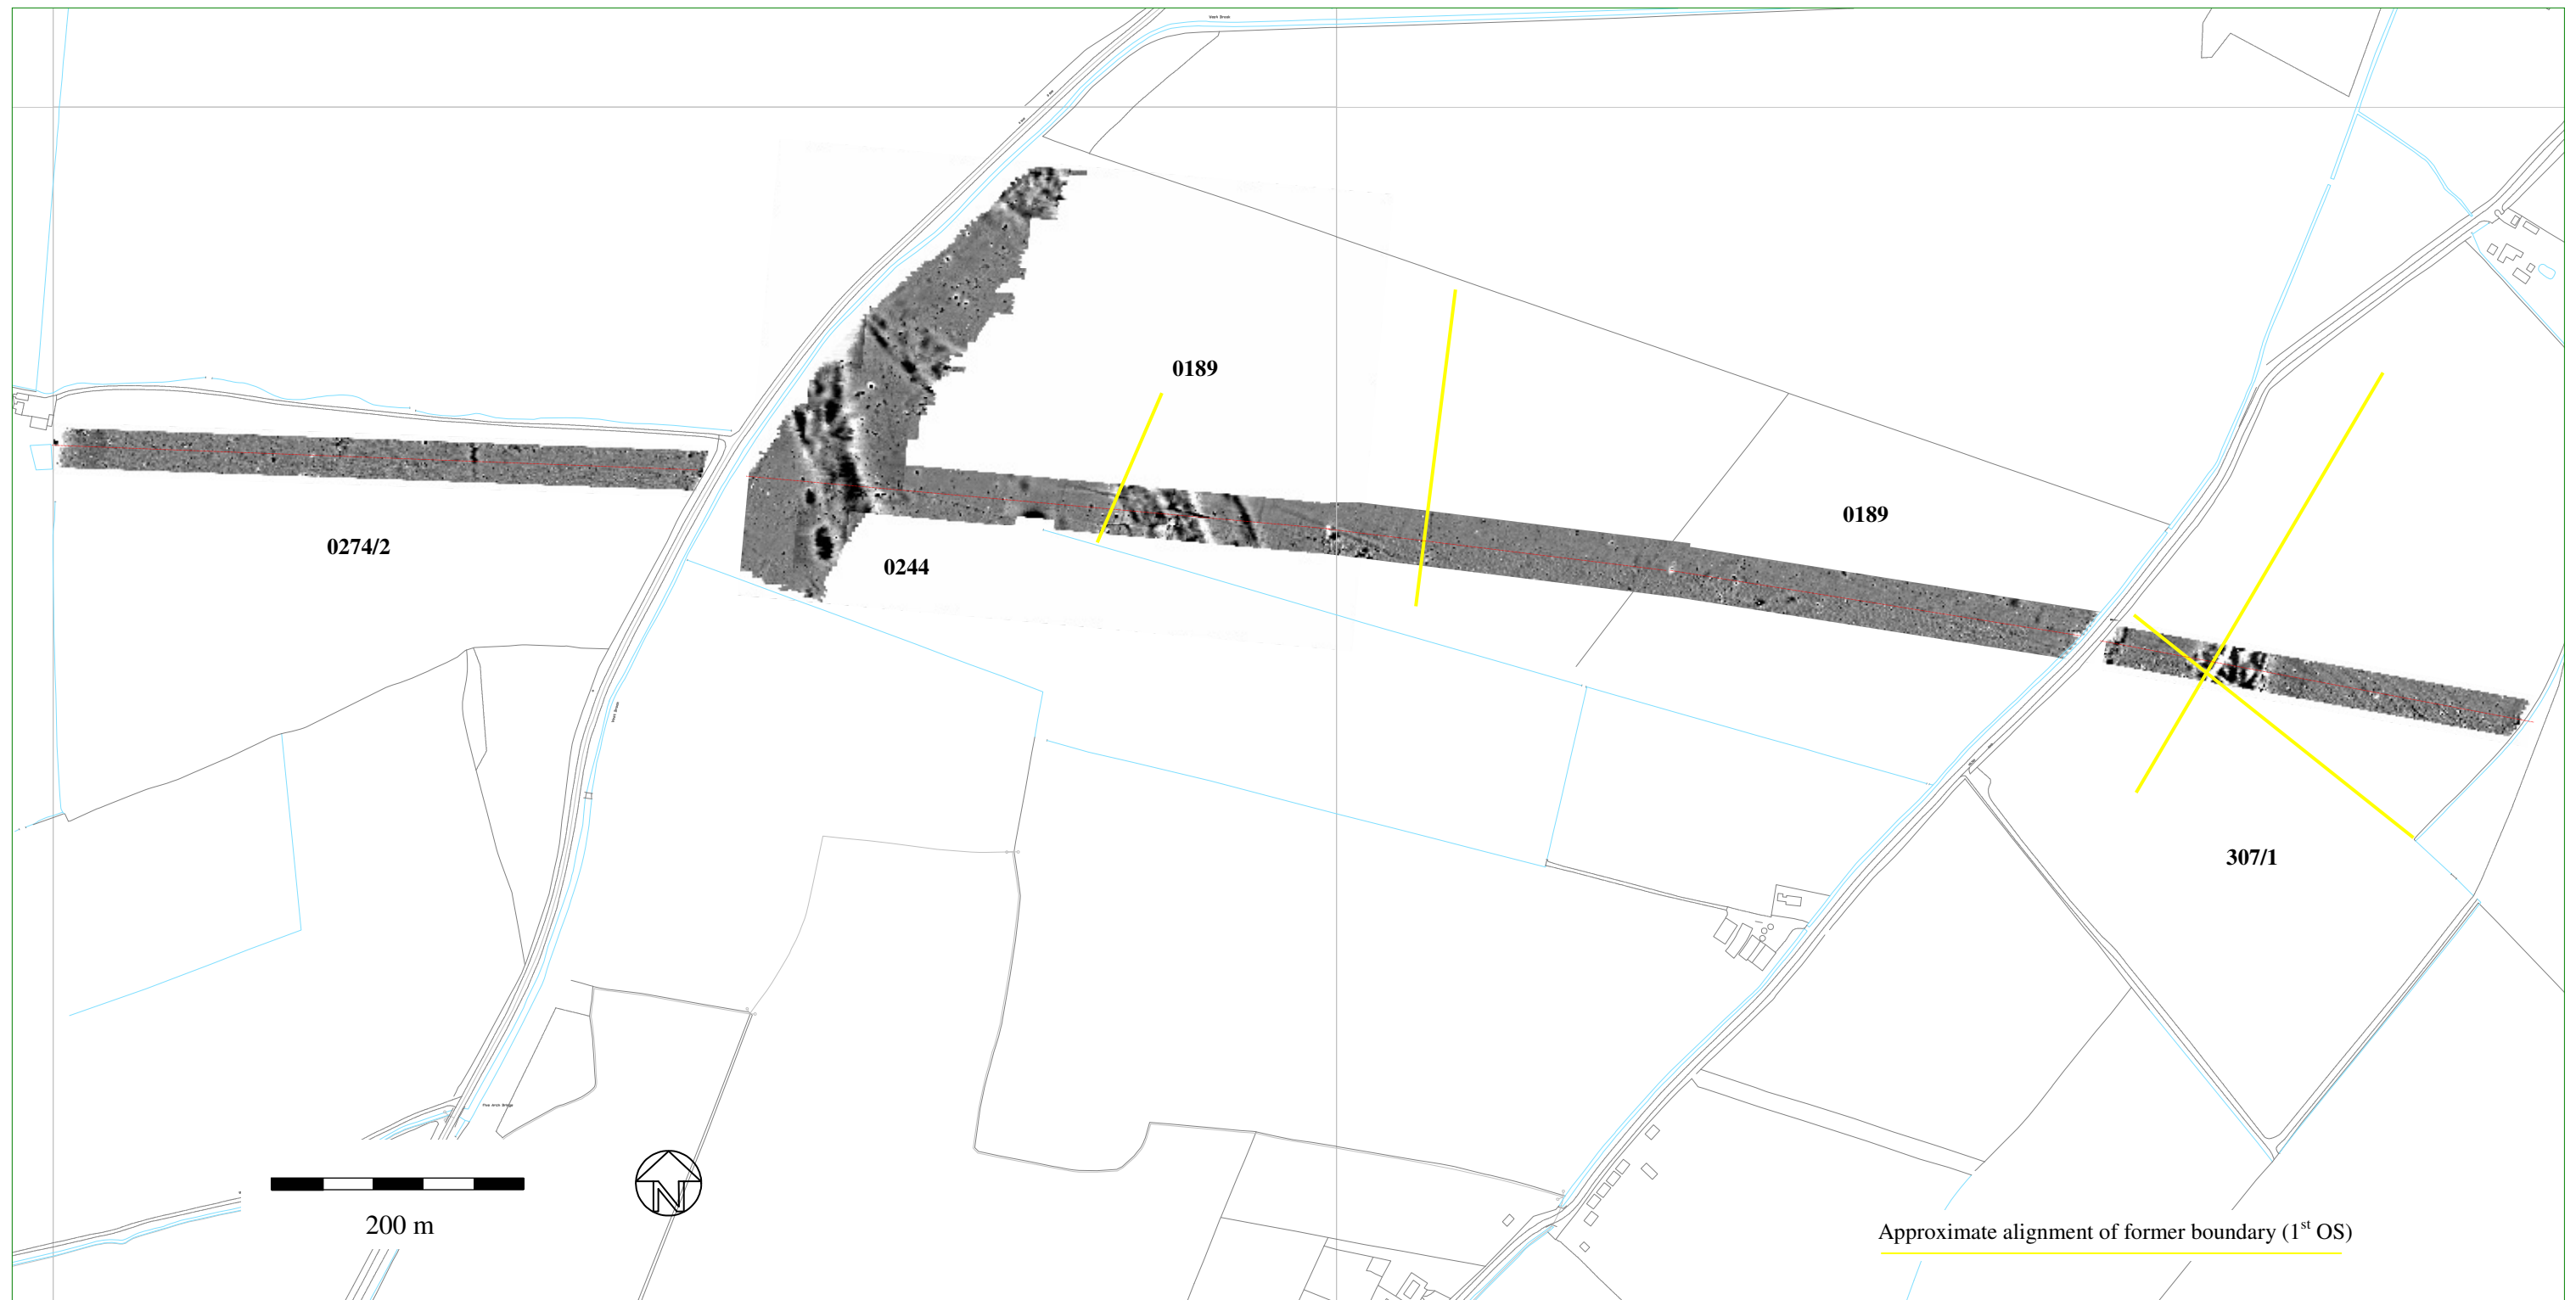 0189
0189
0274/2
0244
307/1
200 m
N
Approximate alignment of former boundary (1st OS)